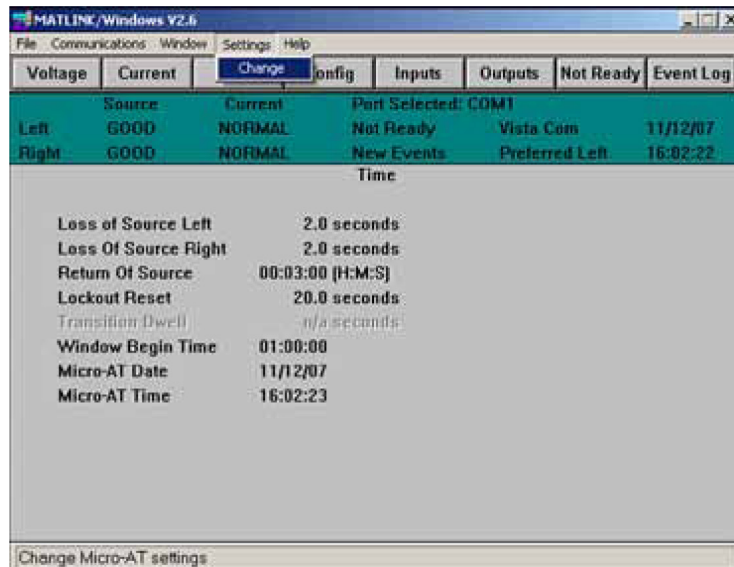 MATLINK/Windows V2.6
File Communications Window Settings Help
Change
Voltage Current onfig Inputs Outputs Not Ready Event Log
Source Current Port Selected: COM1
Left GOOD NORMAL Not Ready Vista Com 11/12/07
Right GOOD NORMAL New Events Preferred Left 16:02:22
Time
Loss of Source Left 2.0 seconds
Loss Of Source Right 2.0 seconds
Return Of Source 00:03:00 (H:M:S)
Lockout Reset 20.0 seconds
Transition Dwell n/a seconds
Window Begin Time 01:00:00
Micro-AT Date 11/12/07
Micro-AT Time 16:02:23
Change Micro-AT settings